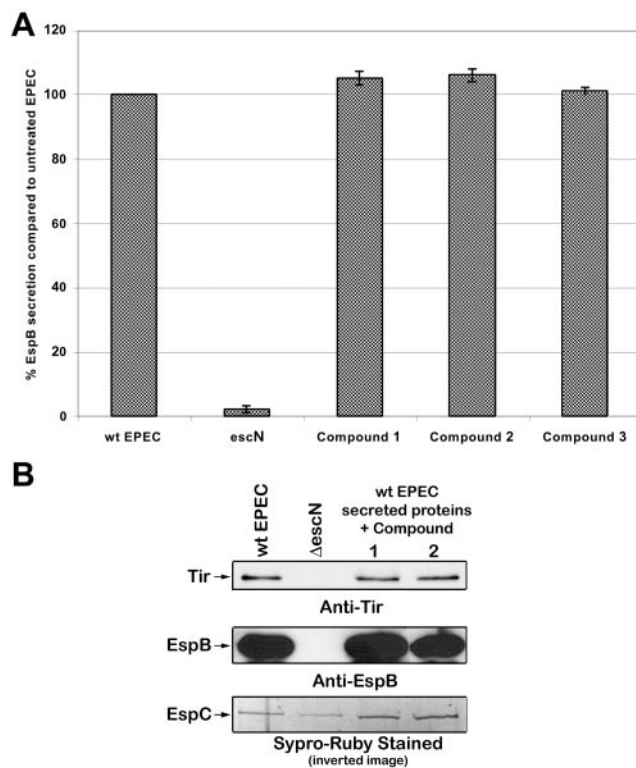 A
% EspB secretion compared to untreated EPEC
120
100
80
60
40
20
0
wt EPEC
escN
Compound 1
Compound 2
Compound 3
B
wt EPEC
ΔescN
wt EPEC
secreted proteins
+ Compound
1 2
Tir
Anti-Tir
EspB
Anti-EspB
EspC
Sypro-Ruby Stained
(inverted image)